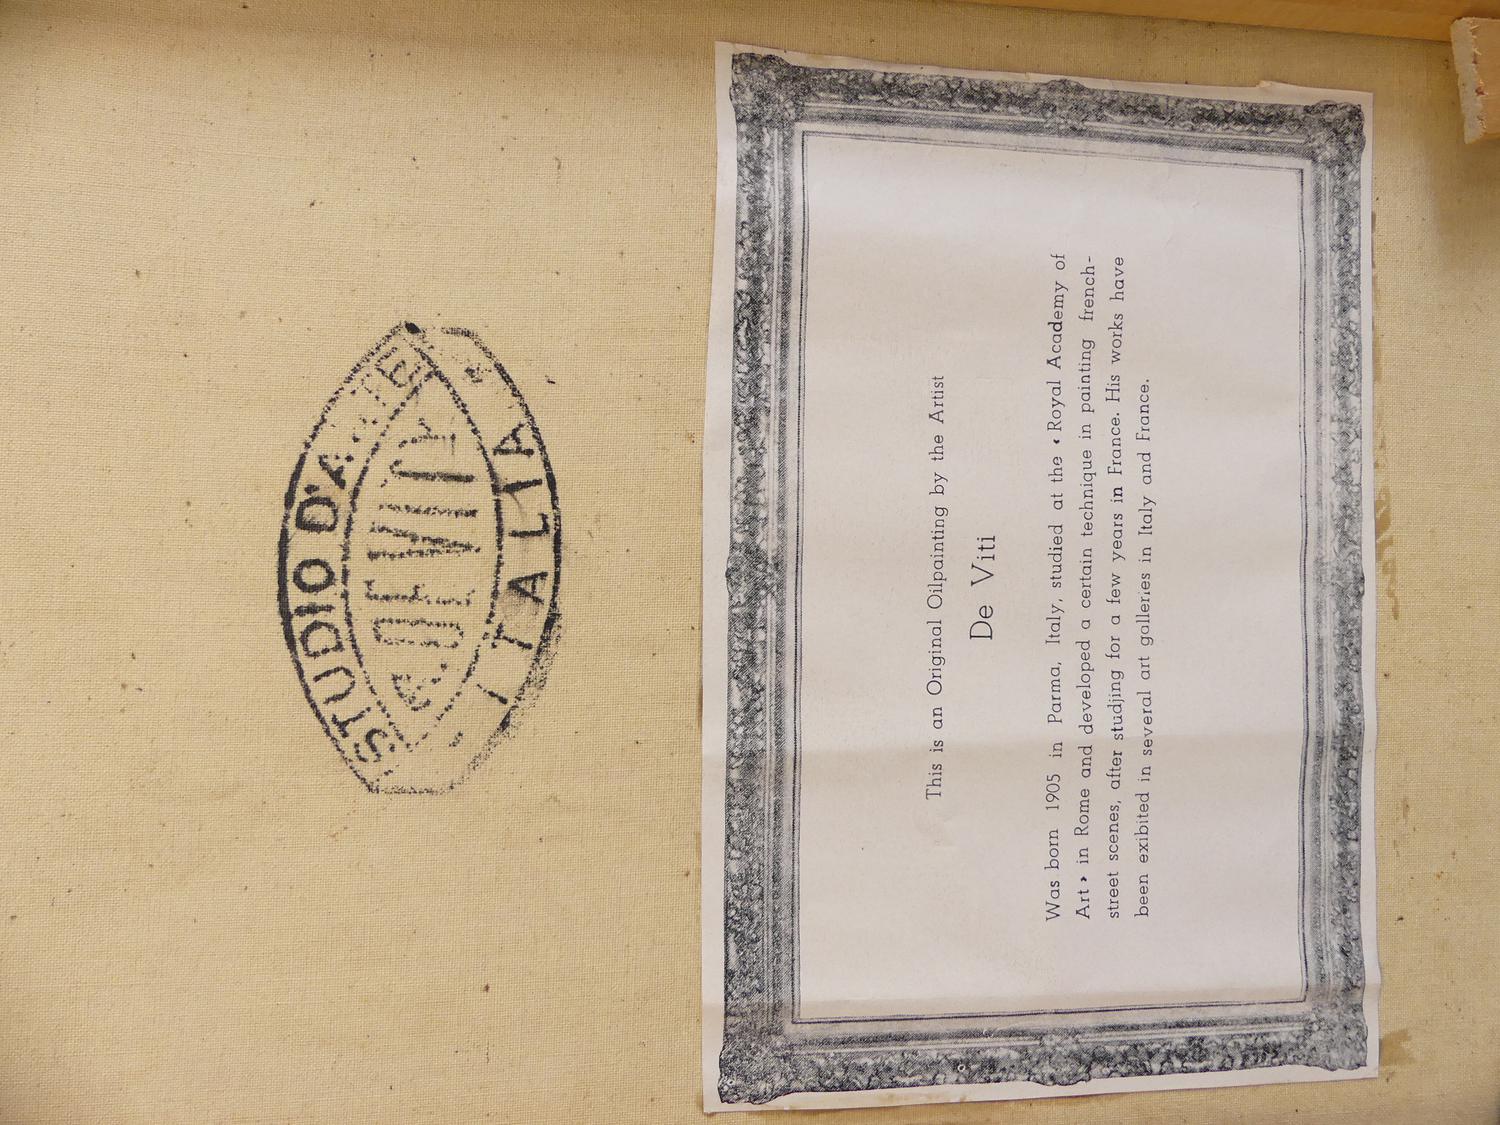 STUDIO D'ARTE
ITALIA
This is an Original Oilpainting by the Artist
De Viti
Was born 1905 in Parma, Italy, studied at the ‹ Royal Academy of
Art › in Rome and developed a certain technique in painting french-
street scenes, after studjing for a few years in France. His works have
been exibited in several art galleries in Italy and France.